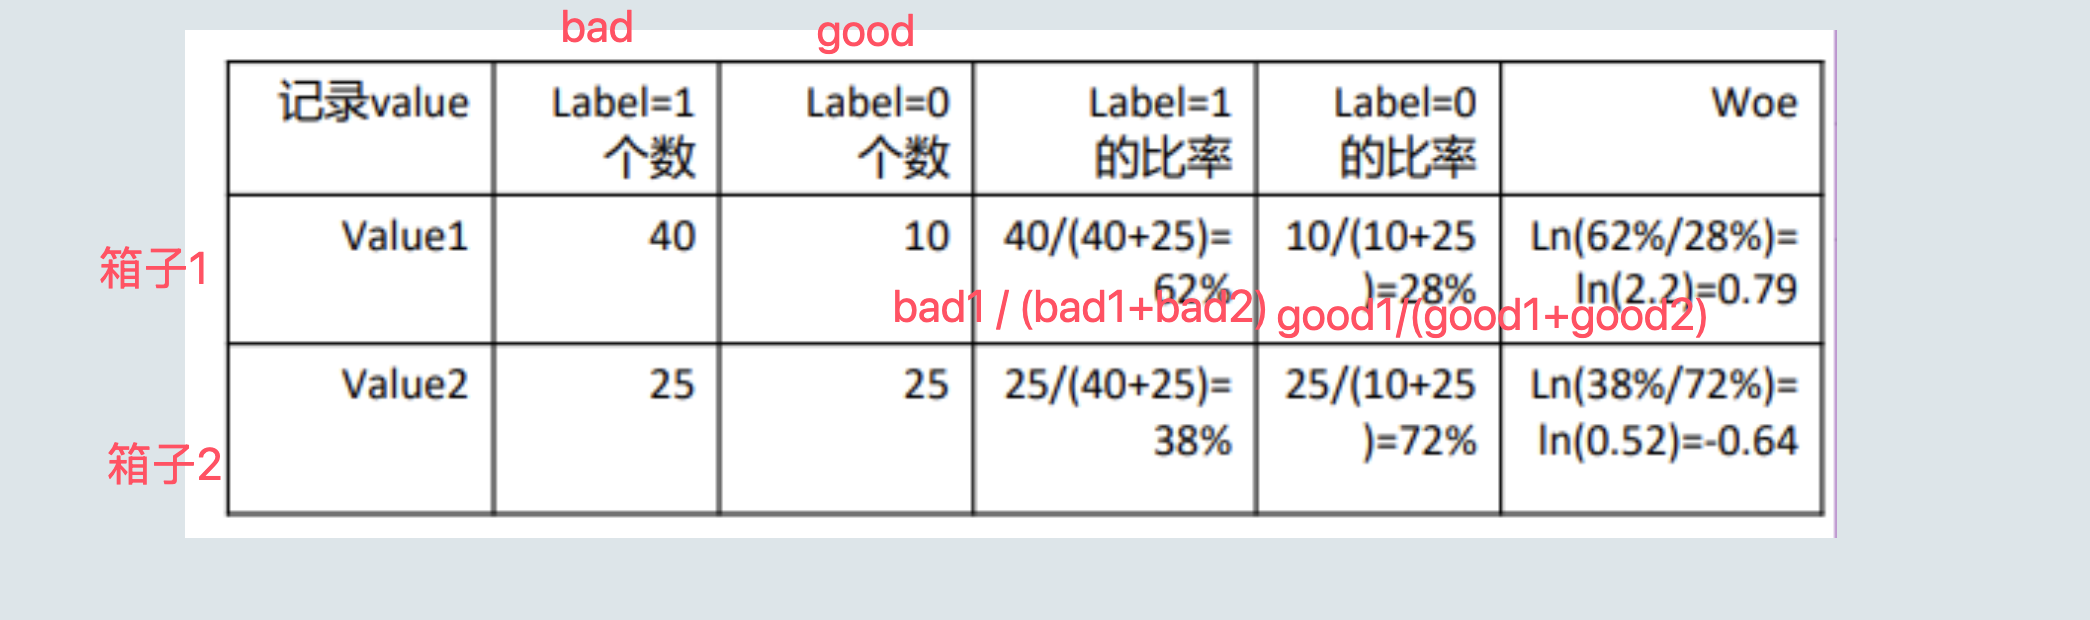 bad
good
记录value
Label=1
个数
Label=0
个数
Label=1
的比率
Label=0
的比率
Woe
箱子1
Value1
40
10
40/(40+25)=
62%
10/(10+25
)=28%
Ln(62%/28%)=
ln(2.2)=0.79
bad1 / (bad1+bad2)
good1/(good1+good2)
箱子2
Value2
25
25
25/(40+25)=
38%
25/(10+25
)=72%
Ln(38%/72%)=
ln(0.52)=-0.64